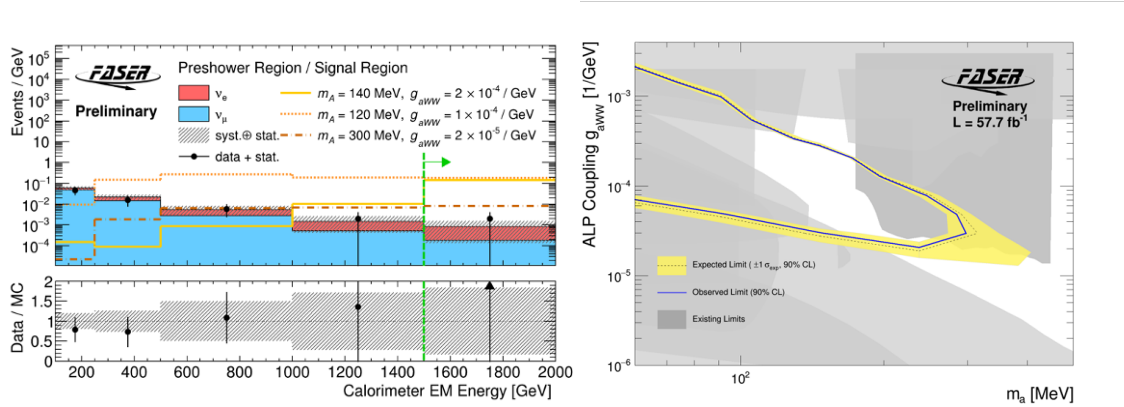 FASER
Preliminary
Preshower Region / Signal Region
νe
νμ
syst.⊕ stat.
data + stat.
mA = 140 MeV, gaWW = 2 × 10-4 / GeV
mA = 120 MeV, gaWW = 1 × 10-4 / GeV
mA = 300 MeV, gaWW = 2 × 10-5 / GeV
Events / GeV
10^5
10^4
10^3
10^2
10
1
10^-1
10^-2
10^-3
10^-4
Data / MC
2
1.5
1
0.5
0
200 400 600 800 1000 1200 1400 1600 1800 2000
Calorimeter EM Energy [GeV]
FASER
Preliminary
L = 57.7 fb-1
ALP Coupling gaWW [1/GeV]
10^-3
10^-4
10^-5
10^-6
Expected Limit ( ±1 σexp, 90% CL)
Observed Limit (90% CL)
Existing Limits
10^2
ma [MeV]